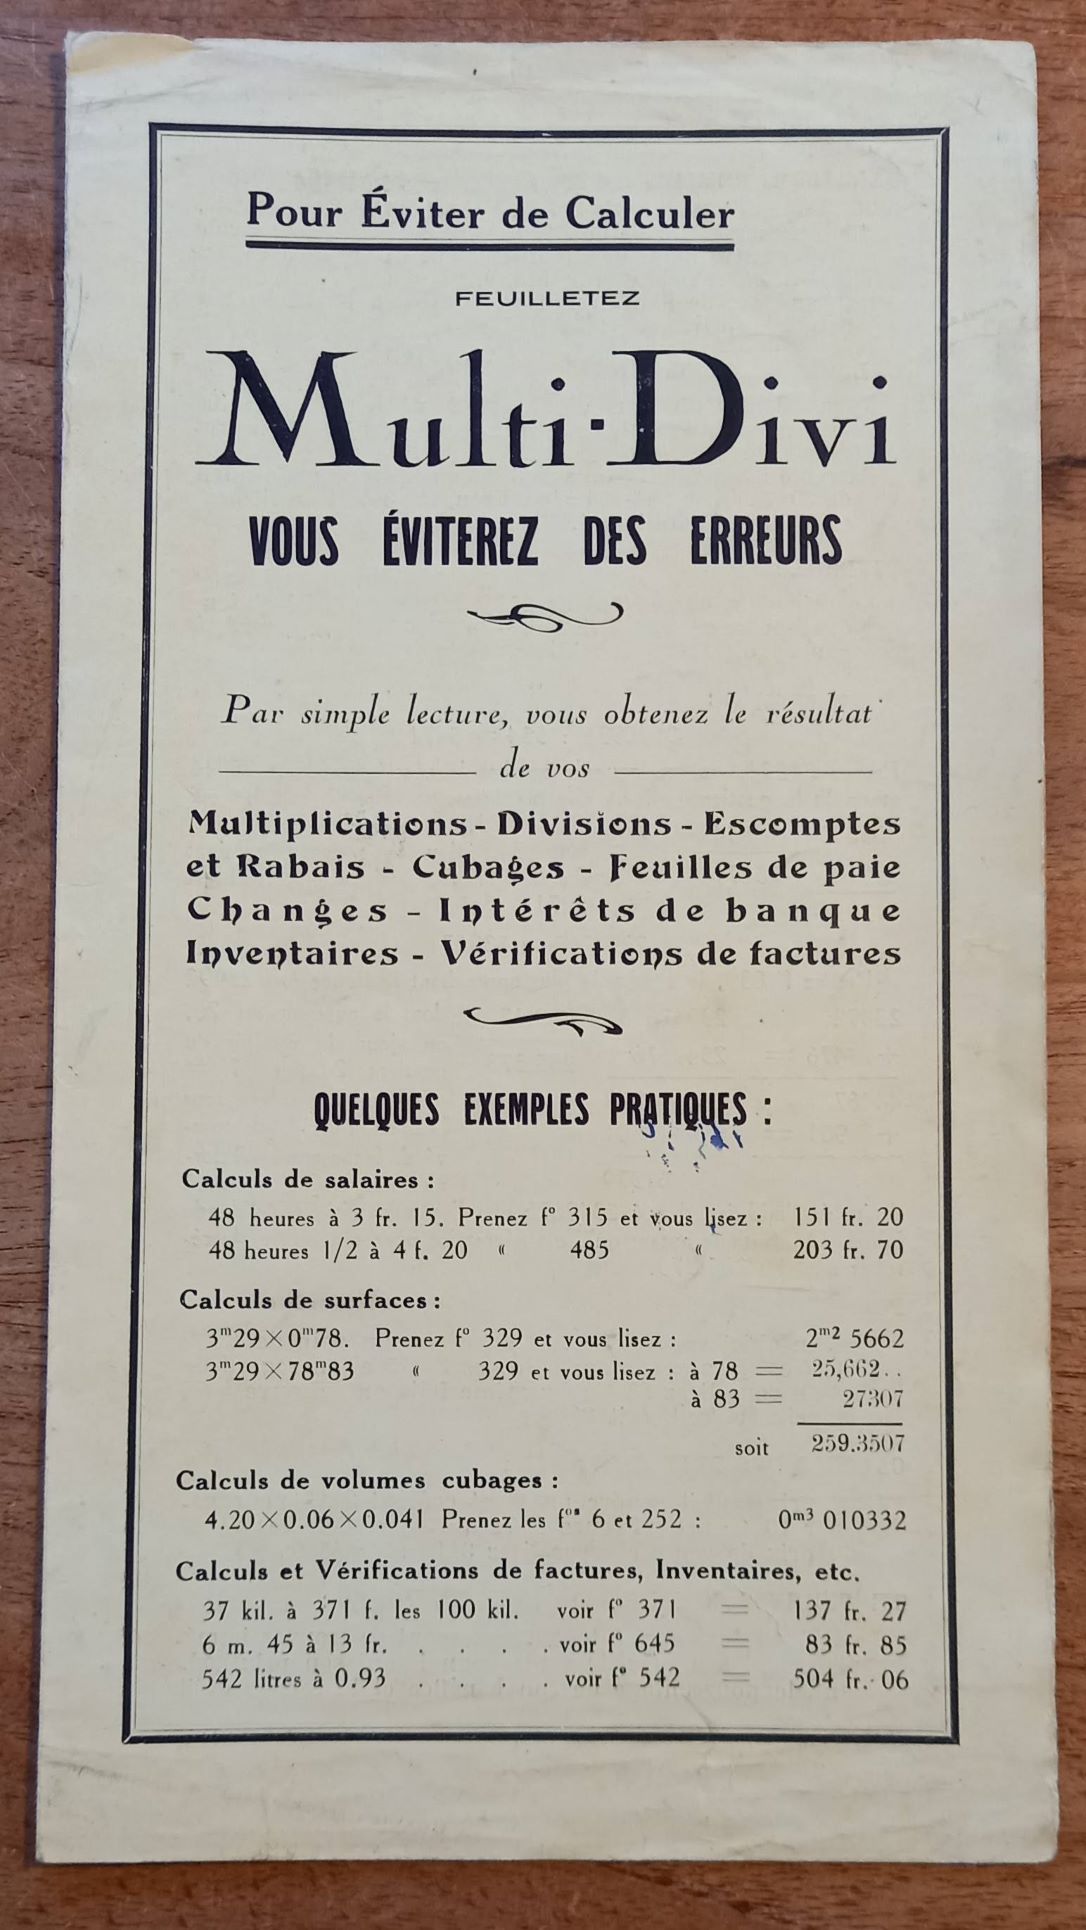 Pour Éviter de Calculer
FEUILLETEZ
Multi-Divi
VOUS ÉVITEREZ DES ERREURS
Par simple lecture, vous obtenez le résultat
de vos
Multiplications - Divisions - Escomptes
et Rabais - Cubages - Feuilles de paie
Changes - Intérêts de banque
Inventaires - Vérifications de factures
QUELQUES EXEMPLES PRATIQUES :
Calculs de salaires :
48 heures à 3 fr. 15. Prenez fº 315 et vous lisez : 151 fr. 20
48 heures 1/2 à 4 f. 20 « 485 « 203 fr. 70
Calculs de surfaces :
3ᵐ29×0ᵐ78. Prenez fº 329 et vous lisez : 2ᵐ² 5662
3ᵐ29×78ᵐ83 « 329 et vous lisez : à 78 = 25,662..
à 83 = 27307
soit 259.3507
Calculs de volumes cubages :
4.20×0.06×0.041 Prenez les fᵒˢ 6 et 252 : 0ᵐ³ 010332
Calculs et Vérifications de factures, Inventaires, etc.
37 kil. à 371 f. les 100 kil. voir fº 371 = 137 fr. 27
6 m. 45 à 13 fr. . . . . voir fº 645 = 83 fr. 85
542 litres à 0.93 . . . . voir fº 542 = 504 fr. 06